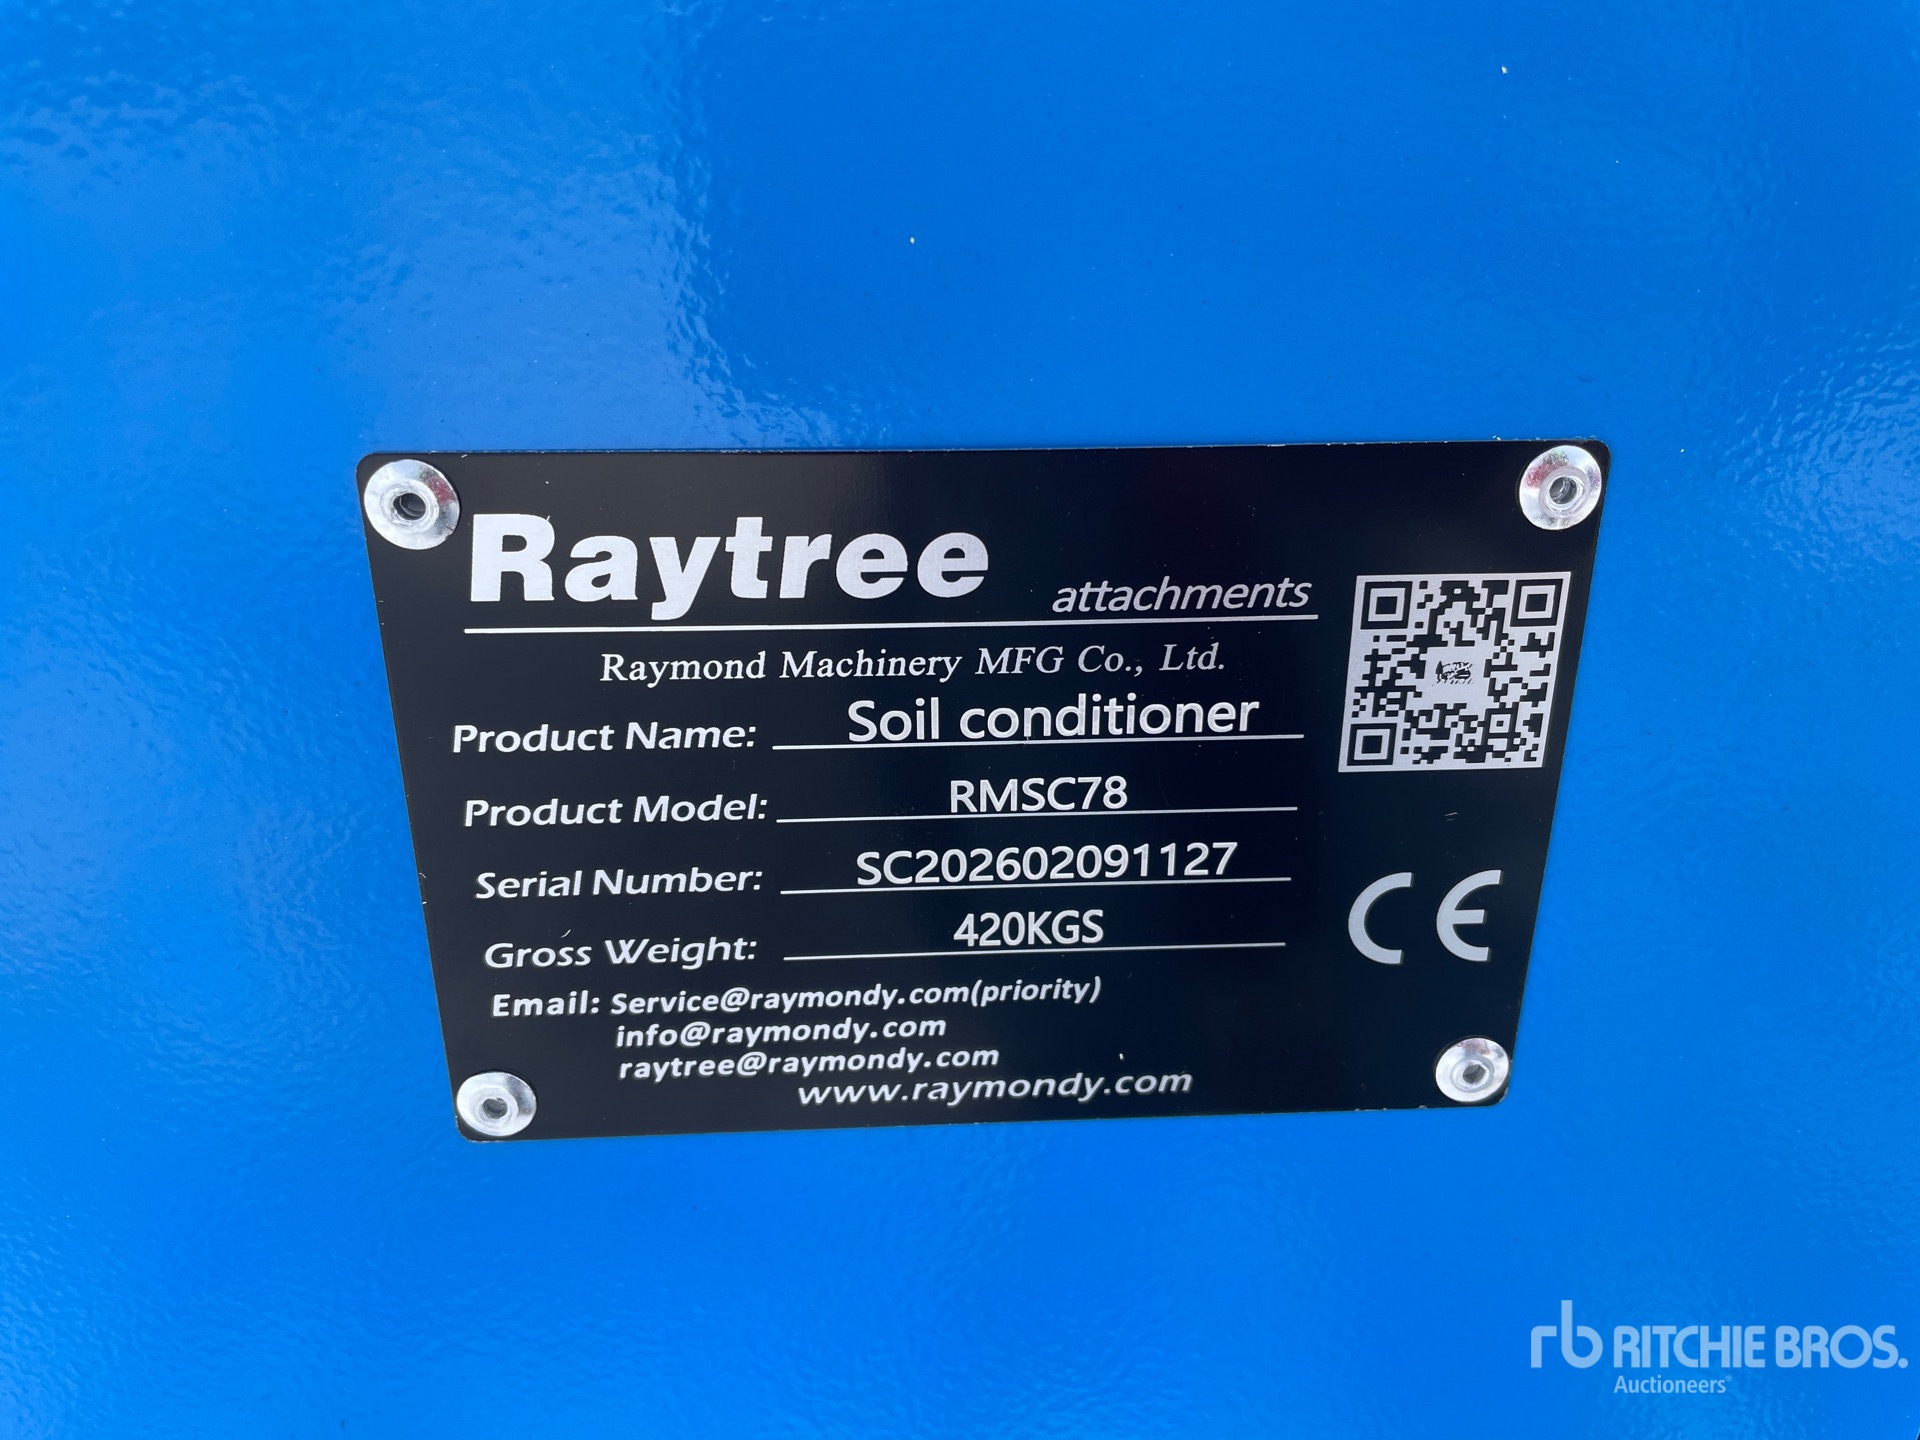 Raytree attachments
Raymond Machinery MFG Co., Ltd.
Product Name: Soil conditioner
Product Model: RMSC78
Serial Number: SC202602091127
Gross Weight: 420KGS
Email: Service@raymondy.com(priority)
info@raymondy.com
raytree@raymondy.com
www.raymondy.com
CE
rb RITCHIE BROS.
Auctioneers